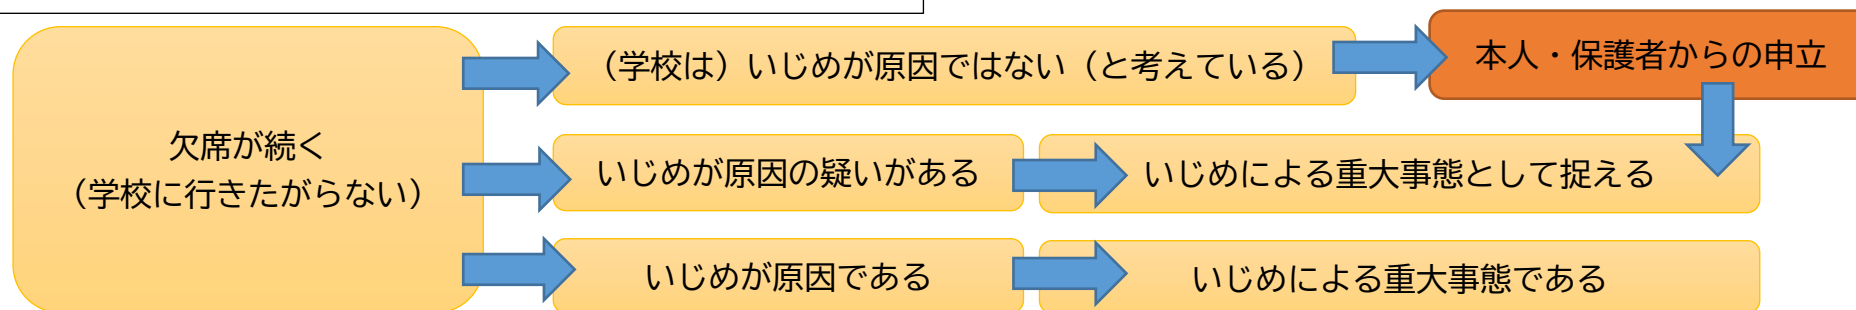 欠席が続く
（学校に行きたがらない）
（学校は）いじめが原因ではない（と考えている）
本人・保護者からの申立
いじめが原因の疑いがある
いじめによる重大事態として捉える
いじめが原因である
いじめによる重大事態である